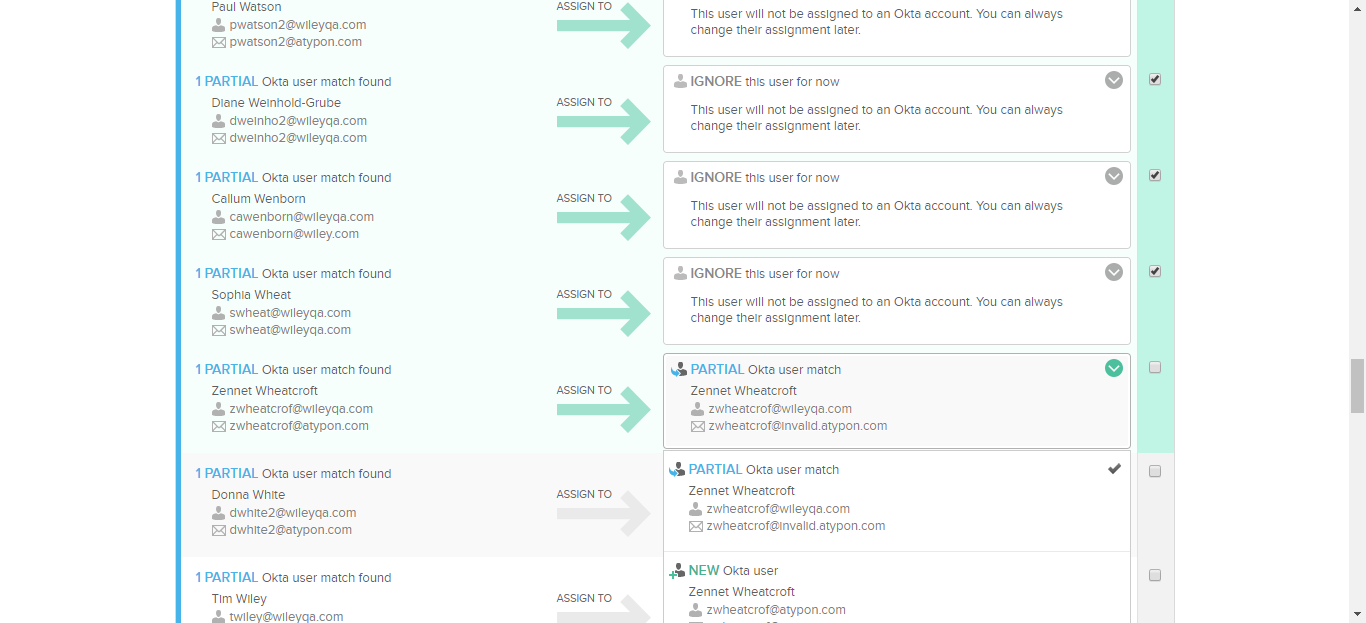 Paul Watson
pwatson2@wileyqa.com
pwatson2@atypon.com
ASSIGN TO
This user will not be assigned to an Okta account. You can always
change their assignment later.
1 PARTIAL Okta user match found
Diane Weinhold-Grube
dweinho2@wileyqa.com
dweinho2@wileyqa.com
ASSIGN TO
IGNORE this user for now
This user will not be assigned to an Okta account. You can always
change their assignment later.
1 PARTIAL Okta user match found
Callum Wenborn
cawenborn@wileyqa.com
cawenborn@wiley.com
ASSIGN TO
IGNORE this user for now
This user will not be assigned to an Okta account. You can always
change their assignment later.
1 PARTIAL Okta user match found
Sophia Wheat
swheat@wileyqa.com
swheat@wileyqa.com
ASSIGN TO
IGNORE this user for now
This user will not be assigned to an Okta account. You can always
change their assignment later.
1 PARTIAL Okta user match found
Zennet Wheatcroft
zwheatcrof@wileyqa.com
zwheatcrof@atypon.com
ASSIGN TO
PARTIAL Okta user match
Zennet Wheatcroft
zwheatcrof@wileyqa.com
zwheatcrof@invalid.atypon.com
1 PARTIAL Okta user match found
Donna White
dwhite2@wileyqa.com
dwhite2@atypon.com
ASSIGN TO
PARTIAL Okta user match
Zennet Wheatcroft
zwheatcrof@wileyqa.com
zwheatcrof@invalid.atypon.com
1 PARTIAL Okta user match found
Tim Wiley
twiley@wileyqa.com
ASSIGN TO
NEW Okta user
Zennet Wheatcroft
zwheatcrof@atypon.com